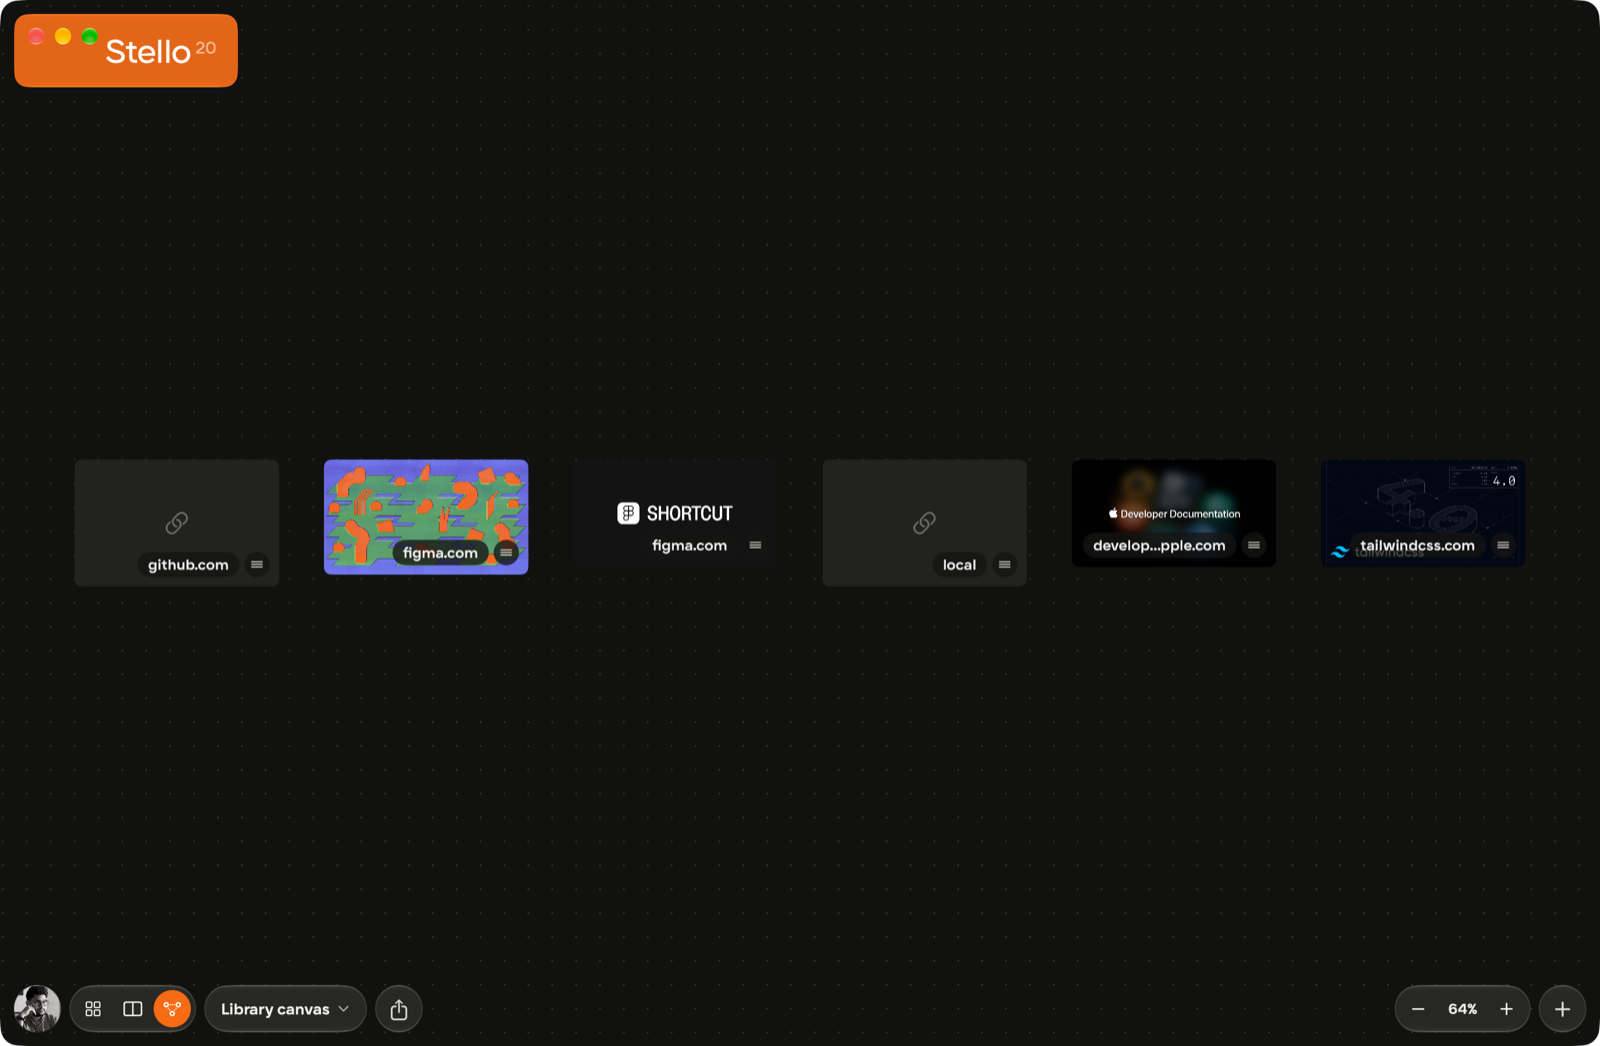 Stello 20
SHORTCUT
Developer Documentation
4.0
github.com
figma.com
figma.com
local
develop...pple.com
tailwindcss
tailwindcss.com
Library canvas
64%